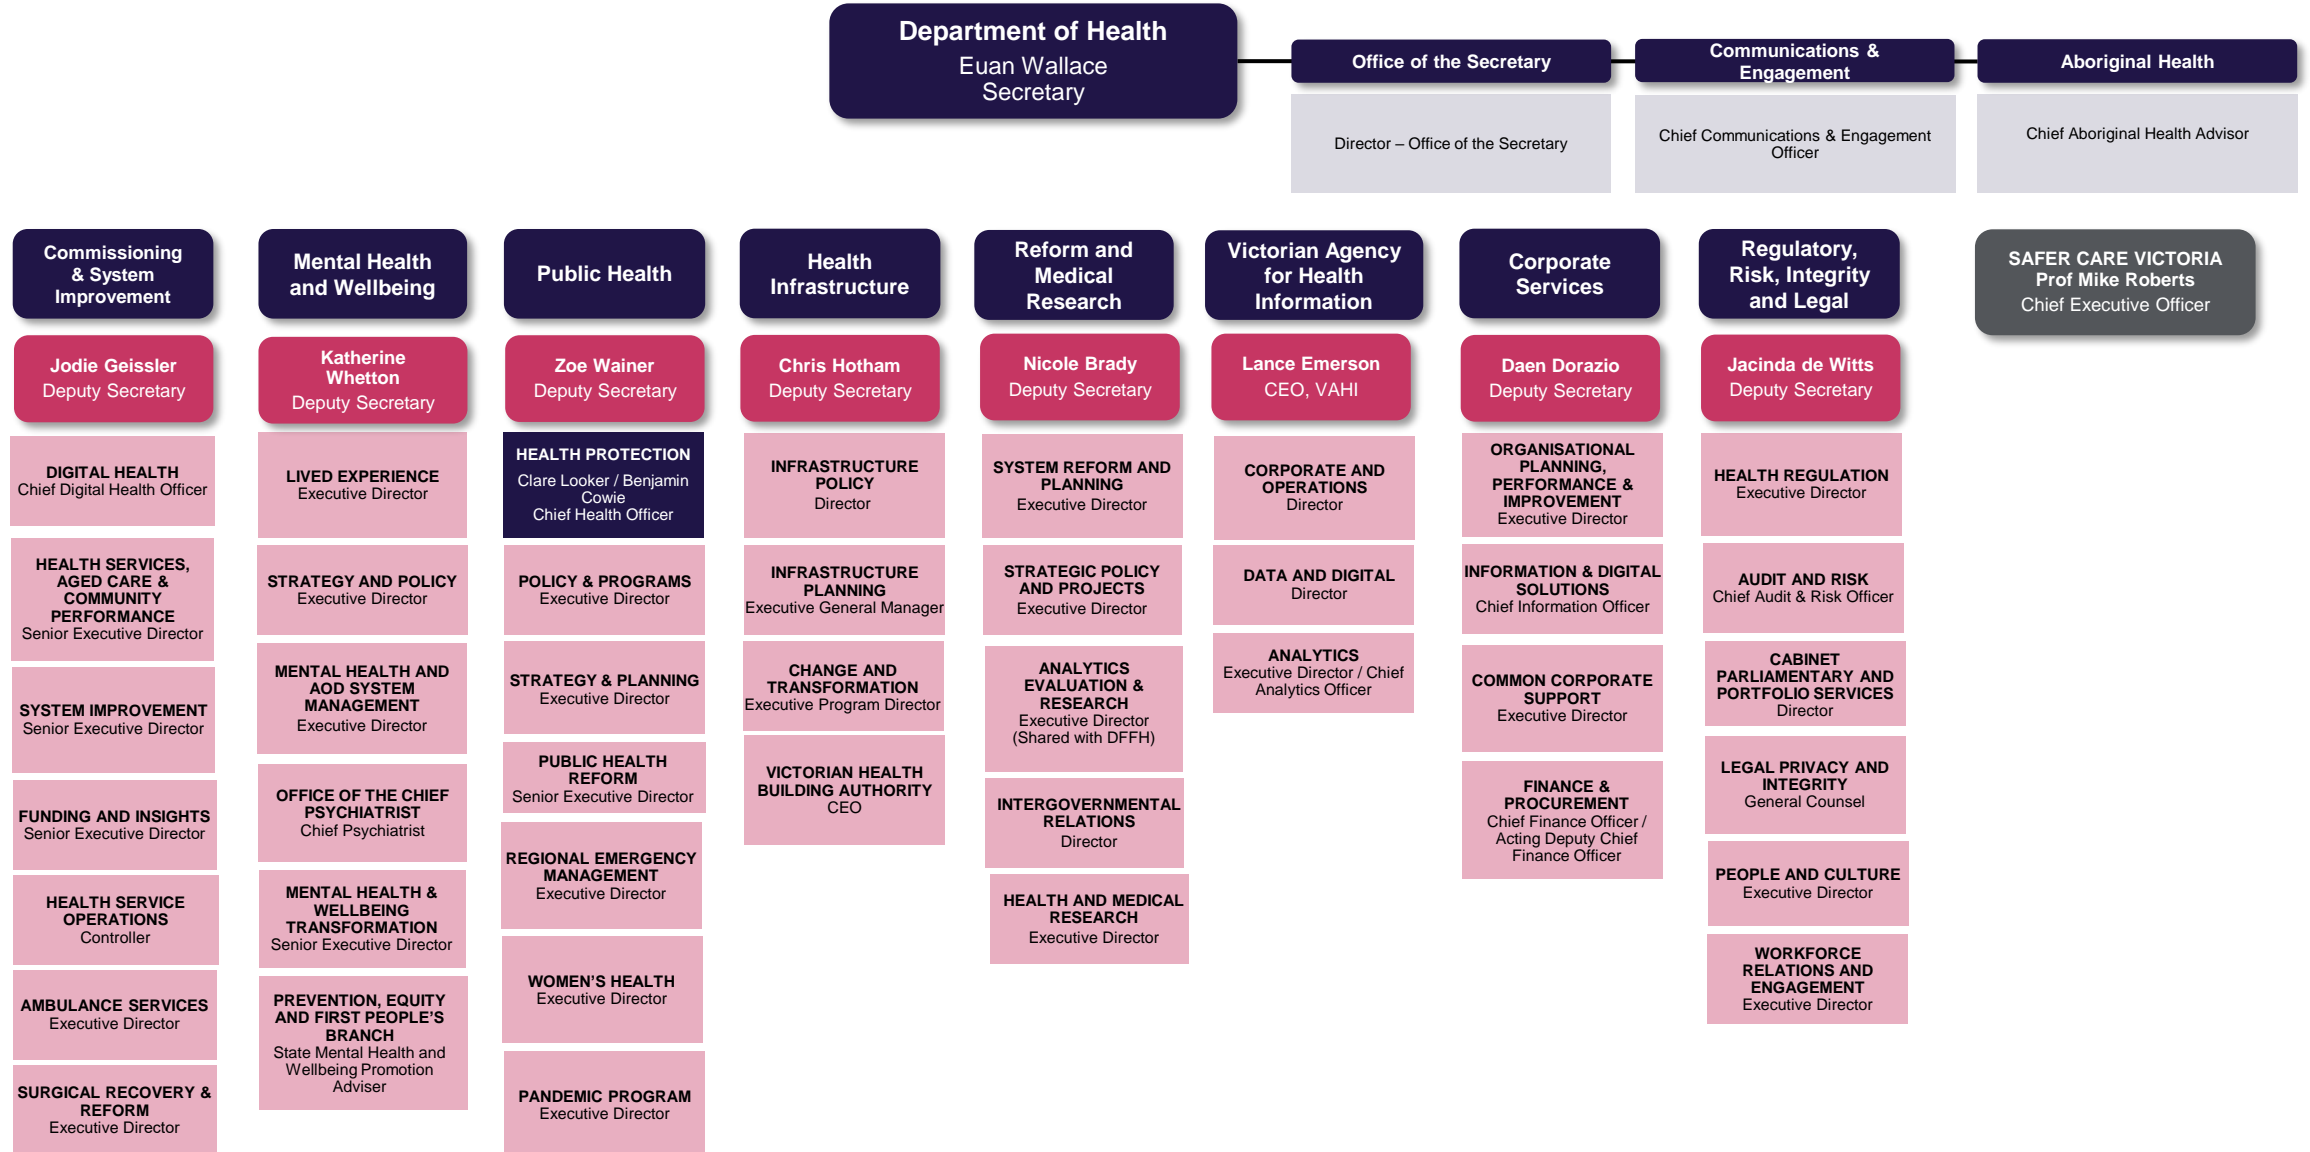 Department of Health
Euan Wallace
Secretary
Office of the Secretary
Director – Office of the Secretary
Communications &
Engagement
Chief Communications & Engagement
Officer
Aboriginal Health
Chief Aboriginal Health Advisor
Commissioning
& System
Improvement
Jodie Geissler
Deputy Secretary
DIGITAL HEALTH
Chief Digital Health Officer
HEALTH SERVICES,
AGED CARE &
COMMUNITY
PERFORMANCE
Senior Executive Director
SYSTEM IMPROVEMENT
Senior Executive Director
FUNDING AND INSIGHTS
Senior Executive Director
HEALTH SERVICE
OPERATIONS
Controller
AMBULANCE SERVICES
Executive Director
SURGICAL RECOVERY &
REFORM
Executive Director
Mental Health
and Wellbeing
Katherine
Whetton
Deputy Secretary
LIVED EXPERIENCE
Executive Director
STRATEGY AND POLICY
Executive Director
MENTAL HEALTH AND
AOD SYSTEM
MANAGEMENT
Executive Director
OFFICE OF THE CHIEF
PSYCHIATRIST
Chief Psychiatrist
MENTAL HEALTH &
WELLBEING
TRANSFORMATION
Senior Executive Director
PREVENTION, EQUITY
AND FIRST PEOPLE'S
BRANCH
State Mental Health and
Wellbeing Promotion
Adviser
Public Health
Zoe Wainer
Deputy Secretary
HEALTH PROTECTION
Clare Looker / Benjamin
Cowie
Chief Health Officer
POLICY & PROGRAMS
Executive Director
STRATEGY & PLANNING
Executive Director
PUBLIC HEALTH
REFORM
Senior Executive Director
REGIONAL EMERGENCY
MANAGEMENT
Executive Director
WOMEN'S HEALTH
Executive Director
PANDEMIC PROGRAM
Executive Director
Health
Infrastructure
Chris Hotham
Deputy Secretary
INFRASTRUCTURE
POLICY
Director
INFRASTRUCTURE
PLANNING
Executive General Manager
CHANGE AND
TRANSFORMATION
Executive Program Director
VICTORIAN HEALTH
BUILDING AUTHORITY
CEO
Reform and
Medical
Research
Nicole Brady
Deputy Secretary
SYSTEM REFORM AND
PLANNING
Executive Director
STRATEGIC POLICY
AND PROJECTS
Executive Director
ANALYTICS
EVALUATION &
RESEARCH
Executive Director
(Shared with DFFH)
INTERGOVERNMENTAL
RELATIONS
Director
HEALTH AND MEDICAL
RESEARCH
Executive Director
Victorian Agency
for Health
Information
Lance Emerson
CEO, VAHI
CORPORATE AND
OPERATIONS
Director
DATA AND DIGITAL
Director
ANALYTICS
Executive Director / Chief
Analytics Officer
Corporate
Services
Daen Dorazio
Deputy Secretary
ORGANISATIONAL
PLANNING,
PERFORMANCE &
IMPROVEMENT
Executive Director
INFORMATION & DIGITAL
SOLUTIONS
Chief Information Officer
COMMON CORPORATE
SUPPORT
Executive Director
FINANCE &
PROCUREMENT
Chief Finance Officer /
Acting Deputy Chief
Finance Officer
Regulatory,
Risk, Integrity
and Legal
Jacinda de Witts
Deputy Secretary
HEALTH REGULATION
Executive Director
AUDIT AND RISK
Chief Audit & Risk Officer
CABINET
PARLIAMENTARY AND
PORTFOLIO SERVICES
Director
LEGAL PRIVACY AND
INTEGRITY
General Counsel
PEOPLE AND CULTURE
Executive Director
WORKFORCE
RELATIONS AND
ENGAGEMENT
Executive Director
SAFER CARE VICTORIA
Prof Mike Roberts
Chief Executive Officer